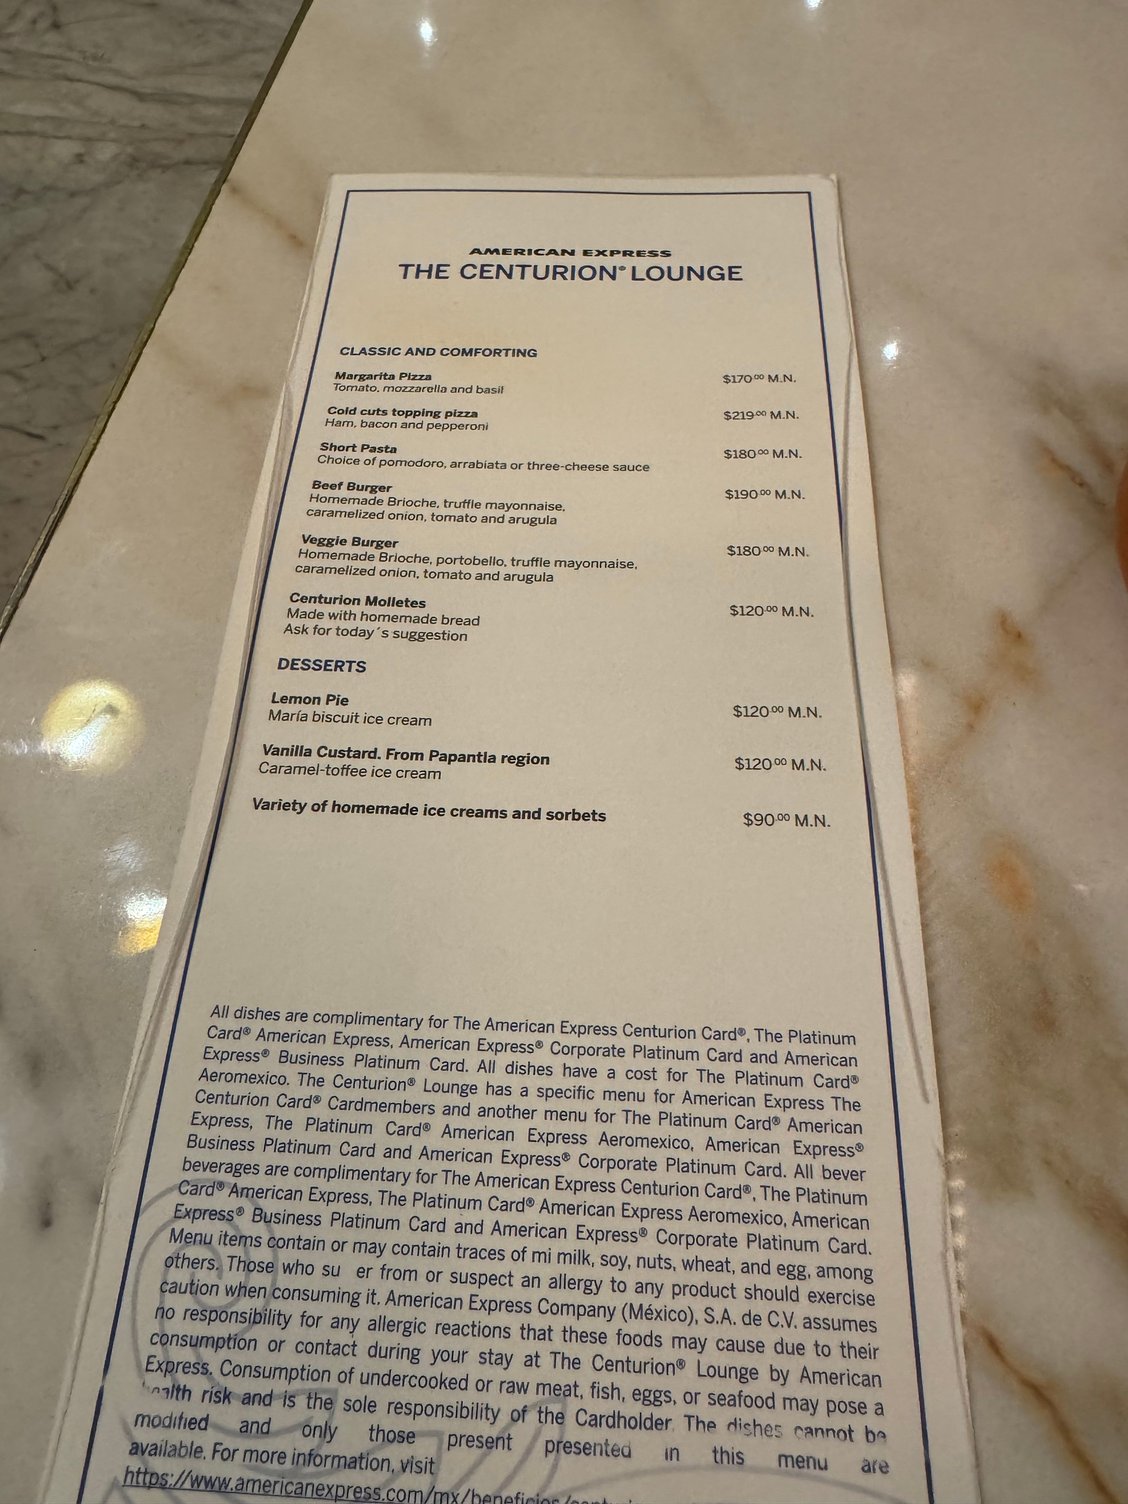 AMERICAN EXPRESS
THE CENTURION® LOUNGE
CLASSIC AND COMFORTING
Margarita Pizza $170.00 M.N.
Tomato, mozzarella and basil
Cold cuts topping pizza $219.00 M.N.
Ham, bacon and pepperoni
Short Pasta $180.00 M.N.
Choice of pomodoro, arrabiata or three-cheese sauce
Beef Burger $190.00 M.N.
Homemade Brioche, truffle mayonnaise,
caramelized onion, tomato and arugula
Veggie Burger $180.00 M.N.
Homemade Brioche, portobello, truffle mayonnaise,
caramelized onion, tomato and arugula
Centurion Molletes $120.00 M.N.
Made with homemade bread
Ask for today´s suggestion
DESSERTS
Lemon Pie $120.00 M.N.
María biscuit ice cream
Vanilla Custard. From Papantla region $120.00 M.N.
Caramel-toffee ice cream
Variety of homemade ice creams and sorbets $90.00 M.N.
All dishes are complimentary for The American Express Centurion Card®, The Platinum
Card® American Express, American Express® Corporate Platinum Card and American
Express® Business Platinum Card. All dishes have a cost for The Platinum Card®
Aeromexico. The Centurion® Lounge has a specific menu for American Express The
Centurion Card® Cardmembers and another menu for The Platinum Card® American
Express, The Platinum Card® American Express Aeromexico, American Express®
Business Platinum Card and American Express® Corporate Platinum Card. All bever
beverages are complimentary for The American Express Centurion Card®, The Platinum
Card® American Express, The Platinum Card® American Express Aeromexico, American
Express® Business Platinum Card and American Express® Corporate Platinum Card.
Menu items contain or may contain traces of mi milk, soy, nuts, wheat, and egg, among
others. Those who su er from or suspect an allergy to any product should exercise
caution when consuming it. American Express Company (México), S.A. de C.V. assumes
no responsibility for any allergic reactions that these foods may cause due to their
consumption or contact during your stay at The Centurion® Lounge by American
Express. Consumption of undercooked or raw meat, fish, eggs, or seafood may pose a
health risk and is the sole responsibility of the Cardholder. The dishes cannot be
modified and only those present presented in this menu are
available. For more information, visit
https://www.americanexpress.com/mx/beneficios/